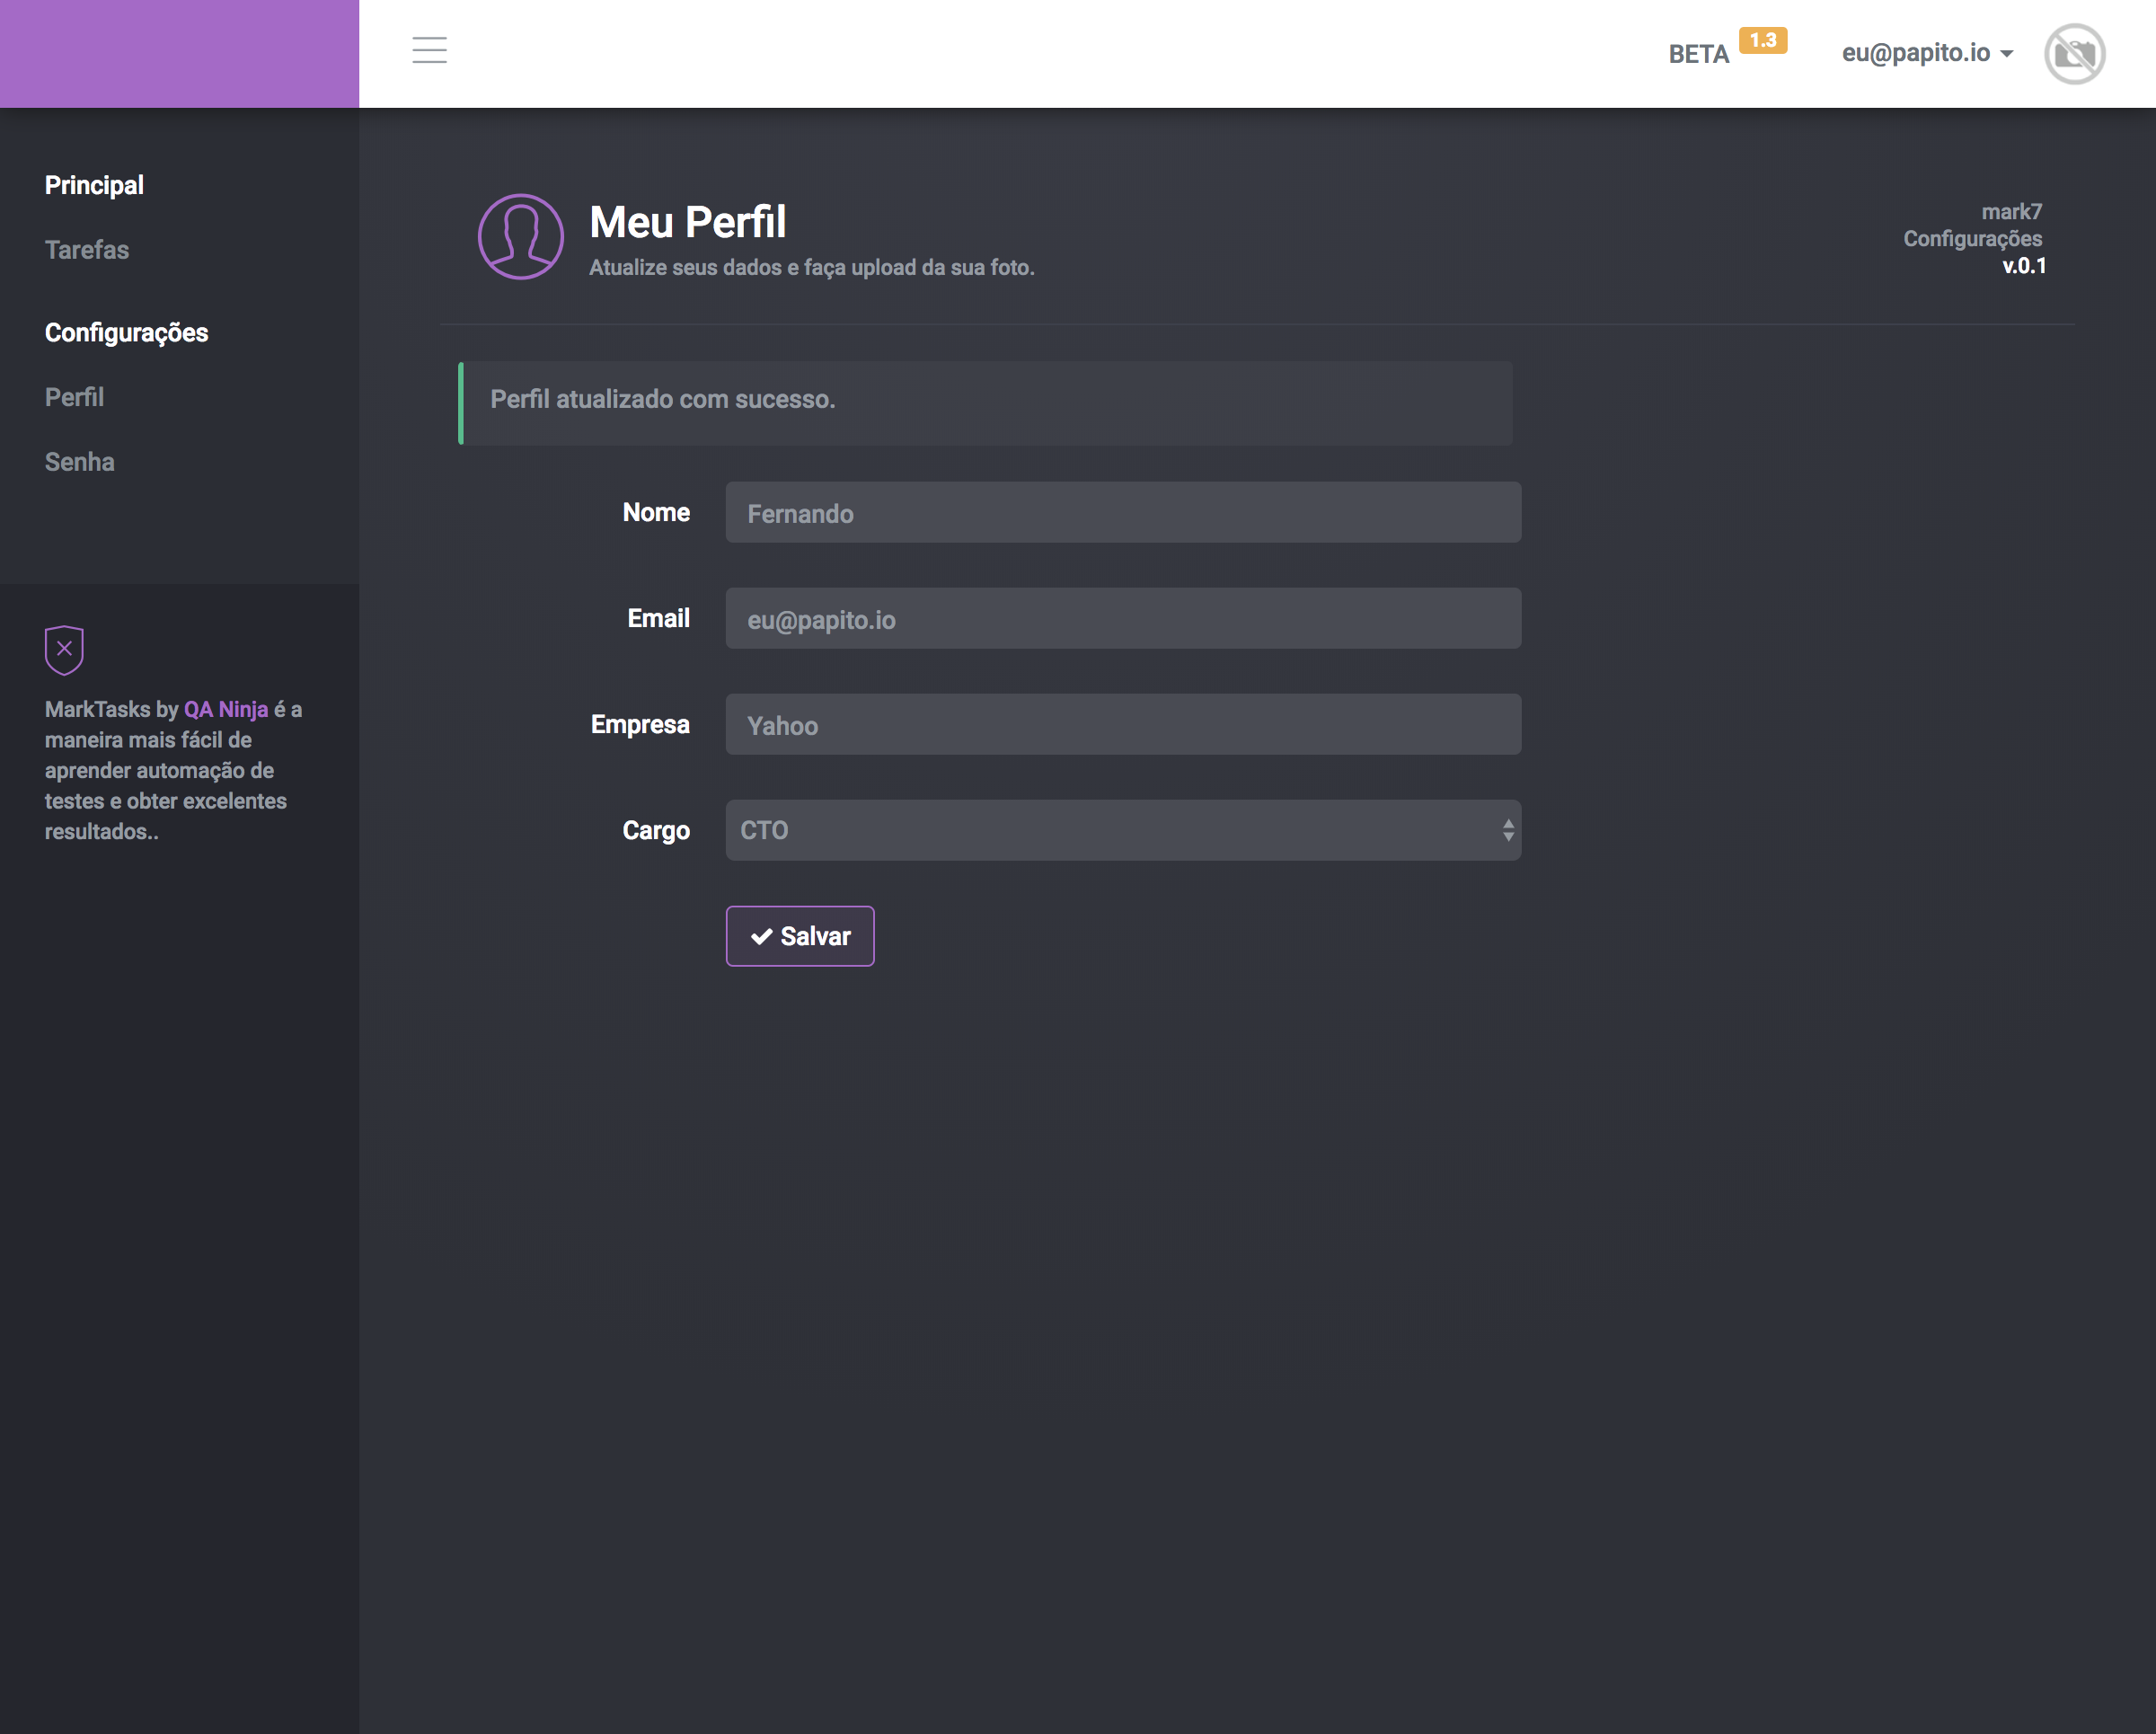 BETA 1.3
eu@papito.io
Principal
Tarefas
Configurações
Perfil
Senha
MarkTasks by QA Ninja é a
maneira mais fácil de
aprender automação de
testes e obter excelentes
resultados..
Meu Perfil
Atualize seus dados e faça upload da sua foto.
mark7
Configurações
v.0.1
Perfil atualizado com sucesso.
Nome Fernando
Email eu@papito.io
Empresa Yahoo
Cargo CTO
Salvar